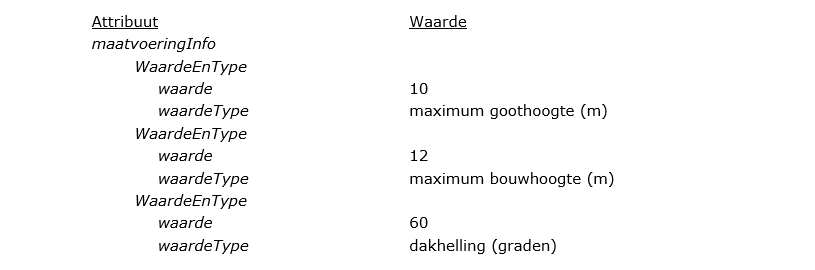 Attribuut Waarde
maatvoeringInfo
WaardeEnType
waarde 10
waardeType maximum goothoogte (m)
WaardeEnType
waarde 12
waardeType maximum bouwhoogte (m)
WaardeEnType
waarde 60
waardeType dakhelling (graden)